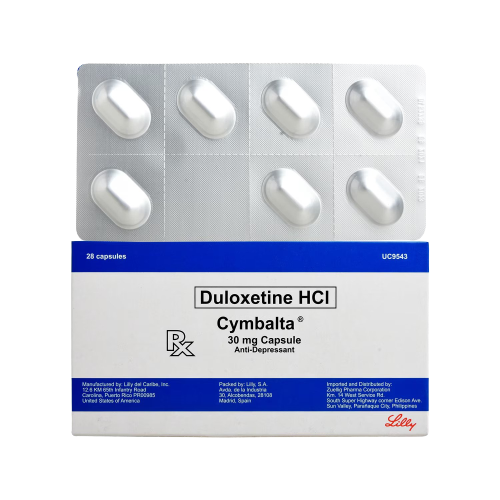 28 capsules
UC9543
Duloxetine HCl
Cymbalta ®
30 mg Capsule
Anti-Depressant
Rx
Manufactured by: Lilly del Caribe, Inc.
12.6 KM 65th Infantry Road
Carolina, Puerto Rico PR00985
United States of America
Packed by: Lilly, S.A.
Avda. de la Industria
30, Alcobendas, 28108
Madrid, Spain
Imported and Distributed by:
Zuellig Pharma Corporation
Km. 14 West Service Rd.
South Super Highway corner Edison Ave.
Sun Valley, Parañaque City, Philippines
Lilly